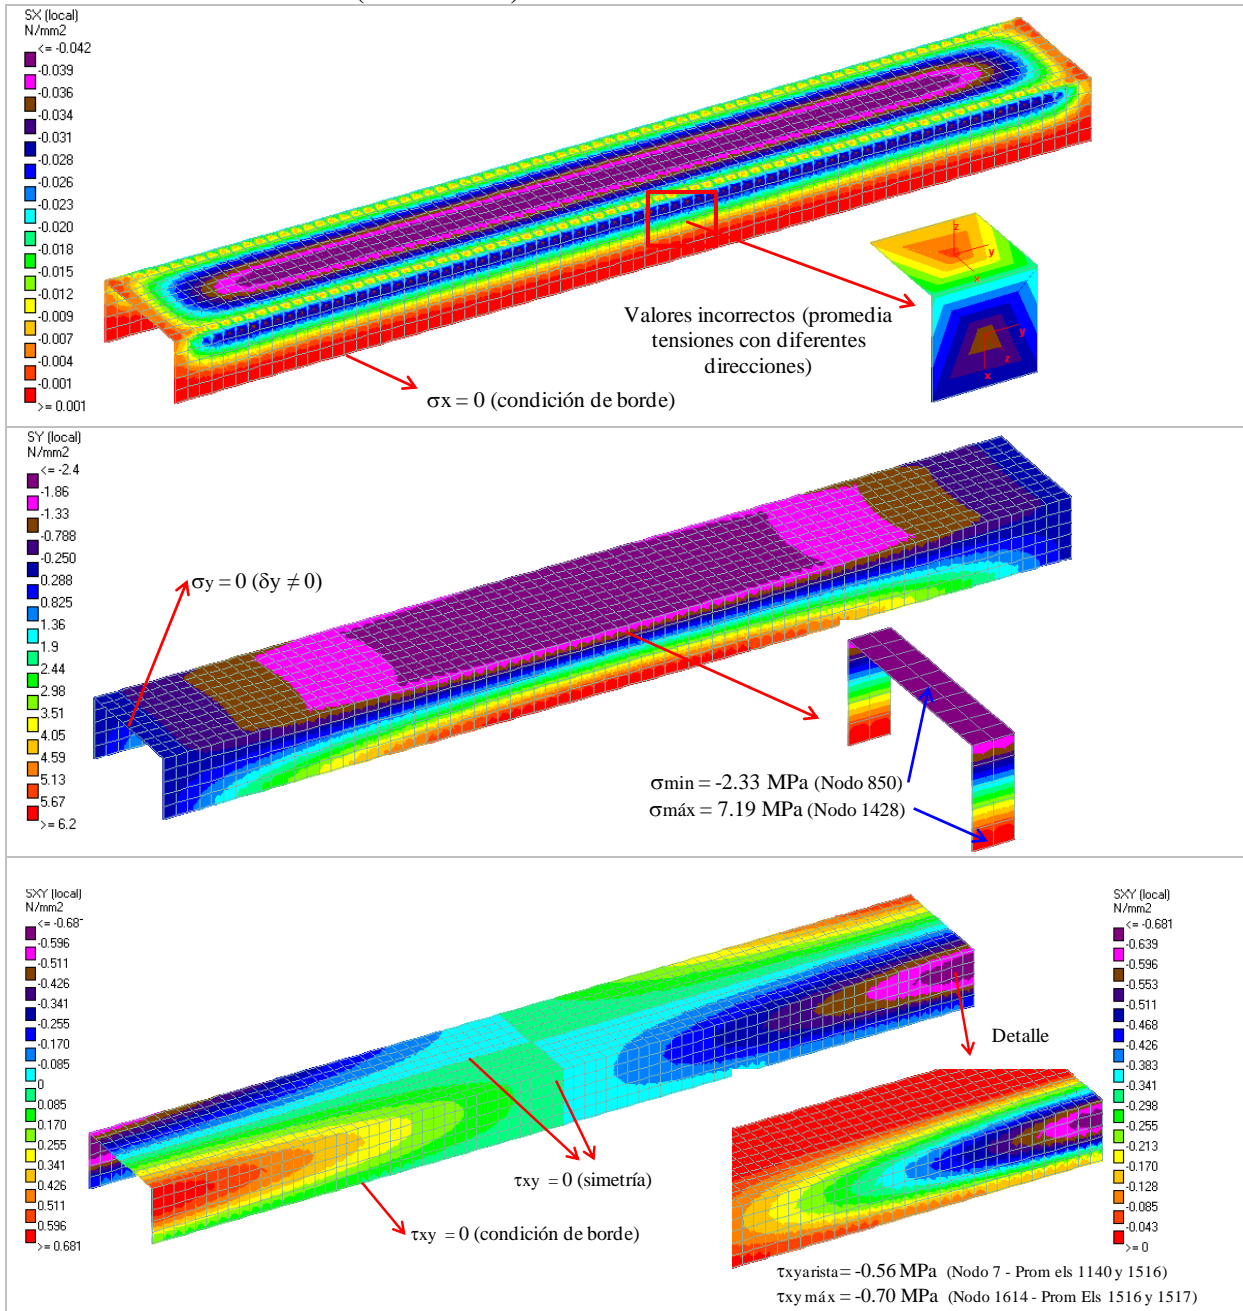 SX (local)
N/mm2
<= -0.042
-0.039
-0.034
-0.034
-0.031
-0.028
-0.026
-0.023
-0.020
-0.018
-0.015
-0.012
-0.009
-0.007
-0.004
-0.001
>= 0.001
z
y
x
y
z
x
Valores incorrectos (promedia
tensiones con diferentes
direcciones)
σx = 0 (condición de borde)
SY (local)
N/mm2
<= -2.4
-1.86
-1.33
-0.788
-0.250
0.288
0.825
1.36
1.9
2.44
2.98
3.51
4.05
4.59
5.13
5.67
>= 6.2
σy = 0 (δy ≠ 0)
σmin = -2.33 MPa (Nodo 850)
σmáx = 7.19 MPa (Nodo 1428)
SXY (local)
N/mm2
<= -0.68
-0.596
-0.511
-0.426
-0.341
-0.255
-0.170
-0.085
0
0.085
0.170
0.255
0.341
0.426
0.511
0.596
>= 0.681
SXY (local)
N/mm2
<= -0.681
-0.639
-0.596
-0.553
-0.511
-0.468
-0.426
-0.383
-0.341
-0.298
-0.255
-0.213
-0.170
-0.128
-0.085
-0.043
>= 0
Detalle
τxy = 0 (simetría)
τxy = 0 (condición de borde)
τxyarista = -0.56 MPa (Nodo 7 - Prom els 1140 y 1516)
τxy máx = -0.70 MPa (Nodo 1614 - Prom Els 1516 y 1517)